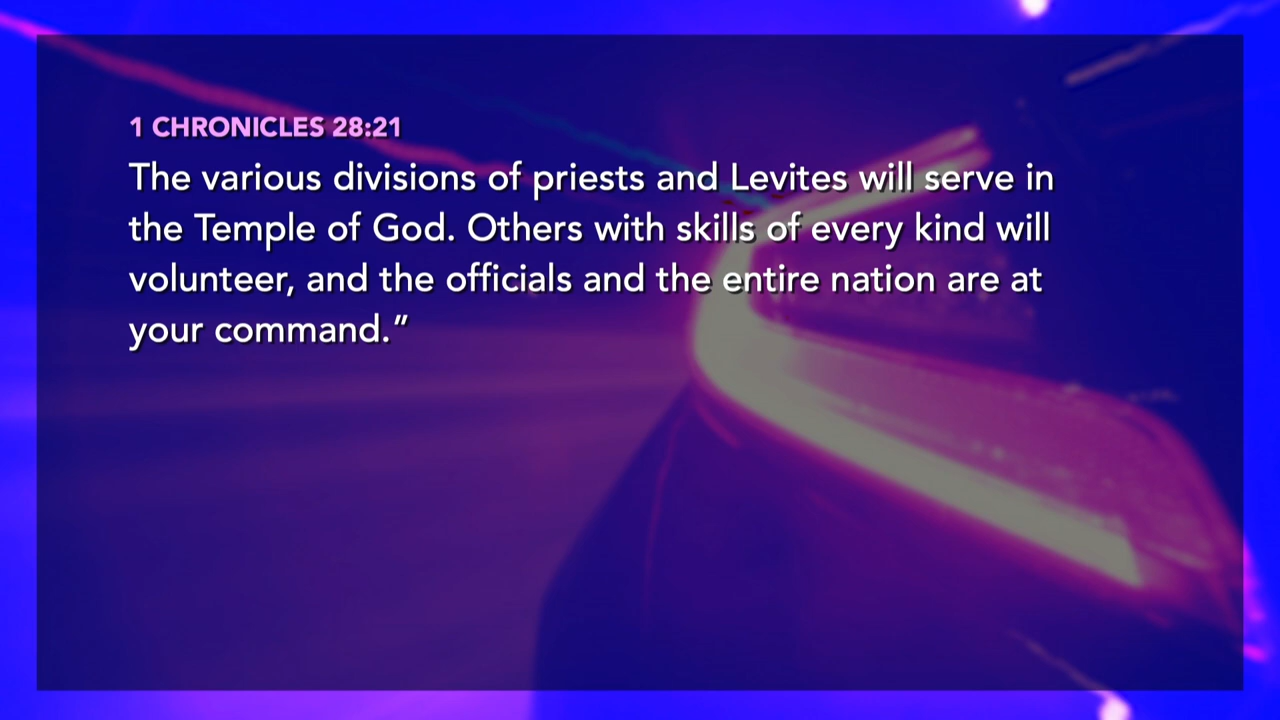 1 CHRONICLES 28:21
The various divisions of priests and Levites will serve in
the Temple of God. Others with skills of every kind will
volunteer, and the officials and the entire nation are at
your command.”